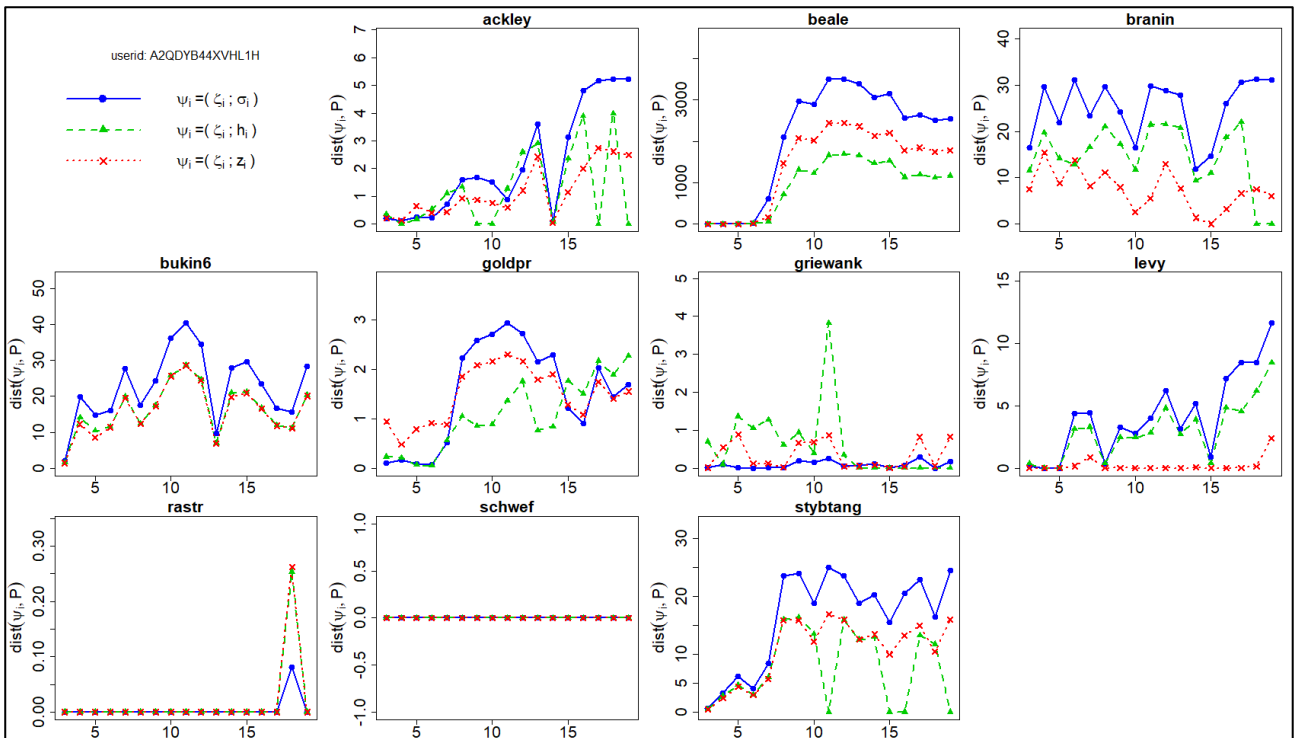 userid: A2QDYB44XVHL1H
ψi =( ζi ; σi )
ψi =( ζi ; hi )
ψi =( ζi ; zi )
ackley
dist(ψi, P)
0 1 2 3 4 5 6 7
5 10 15
beale
dist(ψi, P)
0 1000 3000
5 10 15
branin
dist(ψi, P)
0 10 20 30 40
5 10 15
bukin6
dist(ψi, P)
0 10 20 30 40 50
5 10 15
goldpr
dist(ψi, P)
0 1 2 3
5 10 15
griewank
dist(ψi, P)
0 1 2 3 4 5
5 10 15
levy
dist(ψi, P)
0 5 10 15
5 10 15
rastr
dist(ψi, P)
0.00 0.10 0.20 0.30
5 10 15
schwef
dist(ψi, P)
-1.0 -0.5 0.0 0.5 1.0
5 10 15
stybtang
dist(ψi, P)
0 5 10 20 30
5 10 15